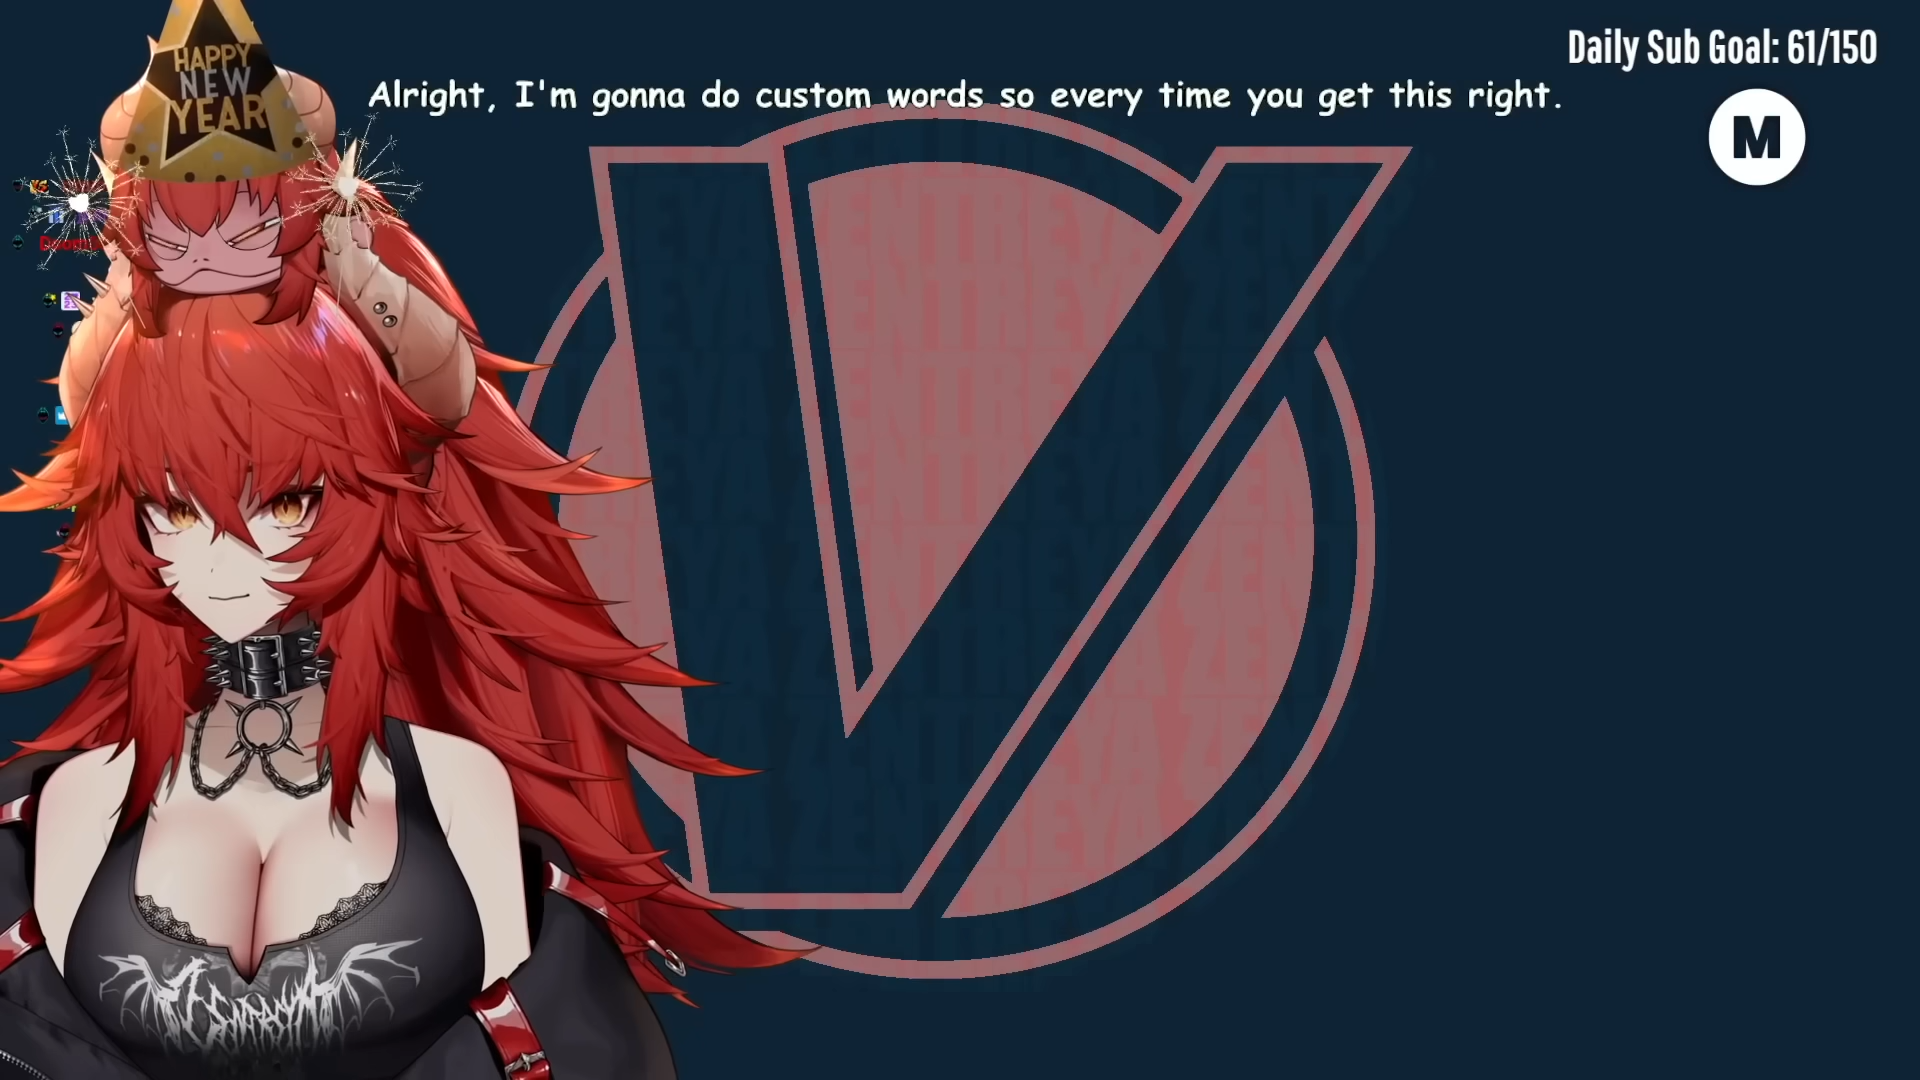 Daily Sub Goal: 61/150
HAPPY
NEW
YEAR
Alright, I'm gonna do custom words so every time you get this right.
M
ZENTREYA